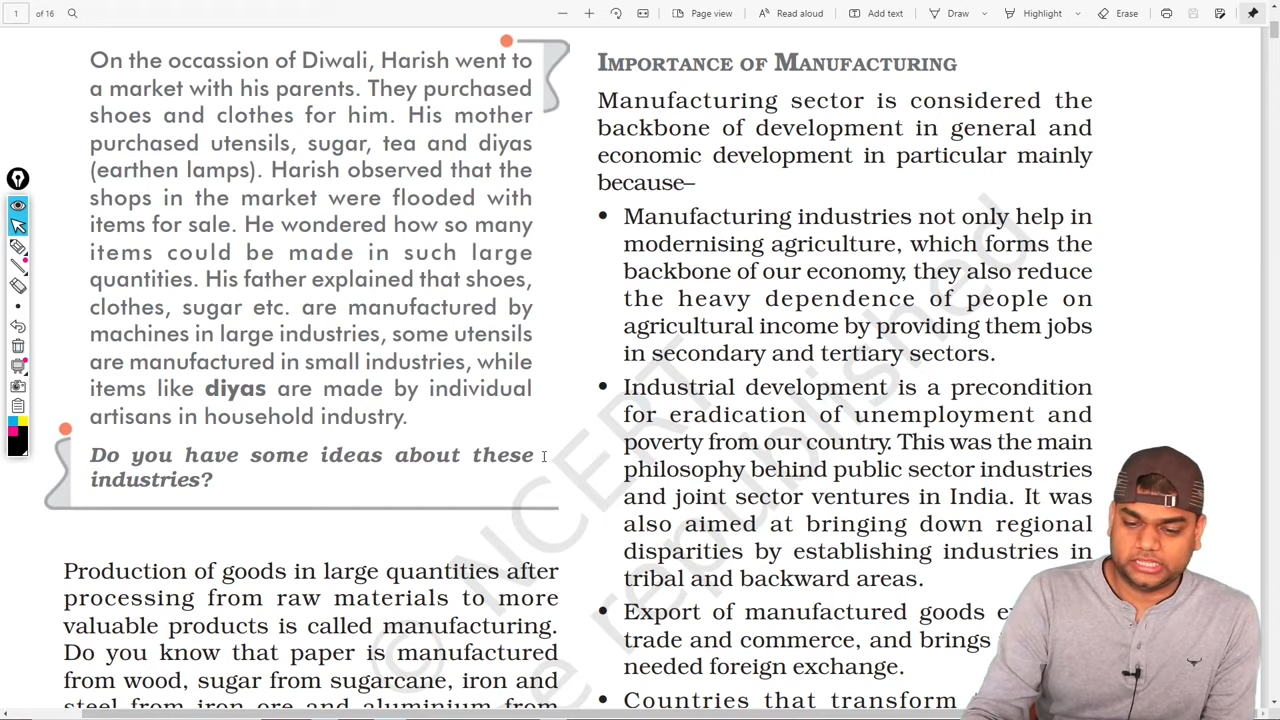 1 of 16
Page view
Read aloud
Add text
Draw
Highlight
Erase
On the occassion of Diwali, Harish went to
a market with his parents. They purchased
shoes and clothes for him. His mother
purchased utensils, sugar, tea and diyas
(earthen lamps). Harish observed that the
shops in the market were flooded with
items for sale. He wondered how so many
items could be made in such large
quantities. His father explained that shoes,
clothes, sugar etc. are manufactured by
machines in large industries, some utensils
are manufactured in small industries, while
items like diyas are made by individual
artisans in household industry.
Do you have some ideas about these
industries?
Production of goods in large quantities after
processing from raw materials to more
valuable products is called manufacturing.
Do you know that paper is manufactured
from wood, sugar from sugarcane, iron and
steel from iron ore and aluminium from
IMPORTANCE OF MANUFACTURING
Manufacturing sector is considered the
backbone of development in general and
economic development in particular mainly
because–
• Manufacturing industries not only help in
modernising agriculture, which forms the
backbone of our economy, they also reduce
the heavy dependence of people on
agricultural income by providing them jobs
in secondary and tertiary sectors.
• Industrial development is a precondition
for eradication of unemployment and
poverty from our country. This was the main
philosophy behind public sector industries
and joint sector ventures in India. It was
also aimed at bringing down regional
disparities by establishing industries in
tribal and backward areas.
• Export of manufactured goods
trade and commerce, and brings
needed foreign exchange.
• Countries that transform
© NCERT
be republished